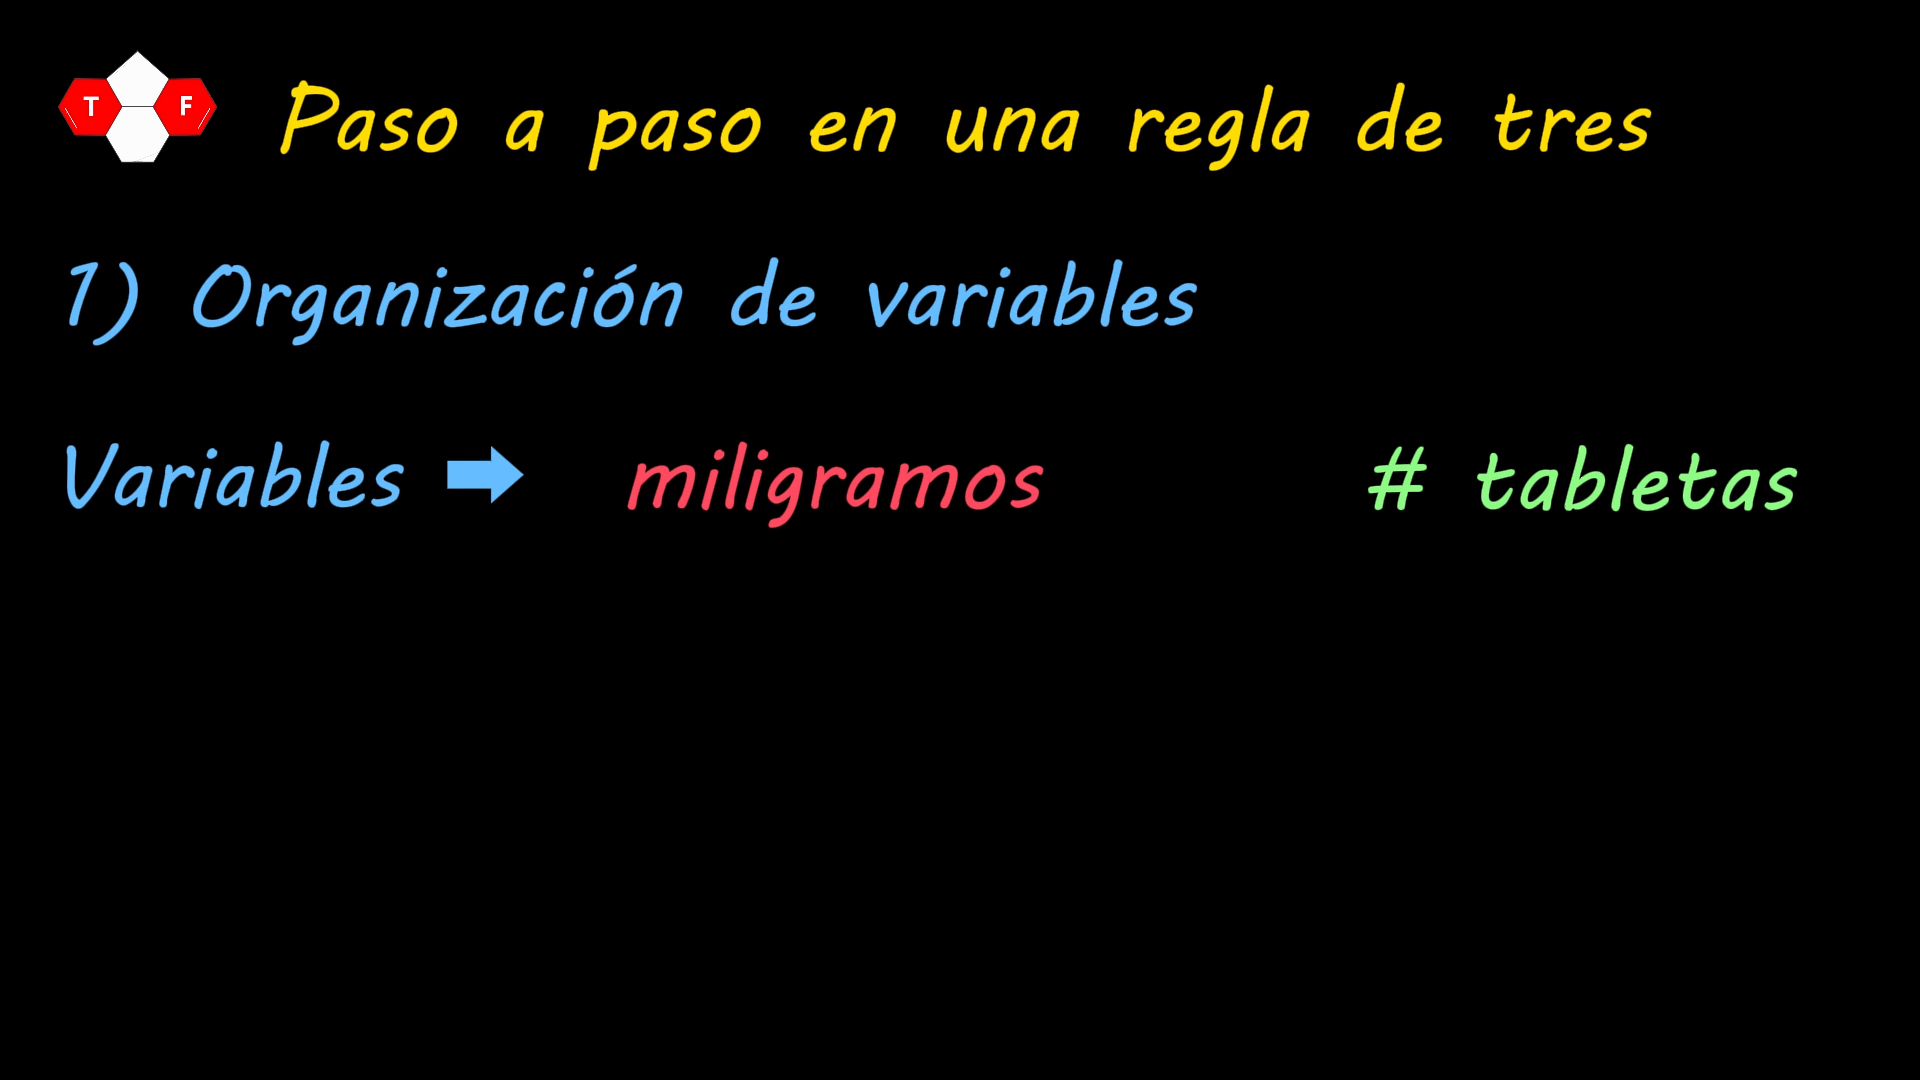 T F
Paso a paso en una regla de tres
1) Organización de variables
Variables ➡ miligramos # tabletas